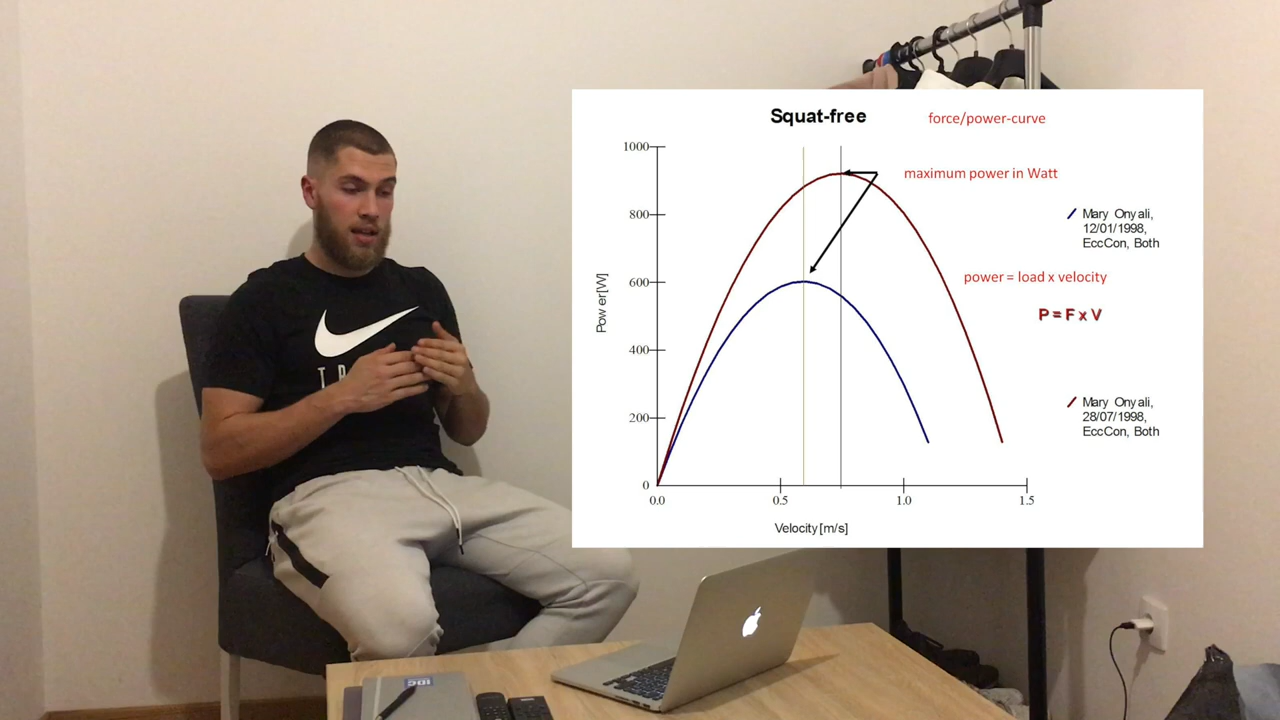 Squat-free
force/power-curve
1000
maximum power in Watt
800
Mary Onyali,
12/01/1998,
EccCon, Both
600
power = load x velocity
P = F x V
Power[W]
400
Mary Onyali,
28/07/1998,
EccCon, Both
200
0
0.0 0.5 1.0 1.5
Velocity[m/s]
IDC